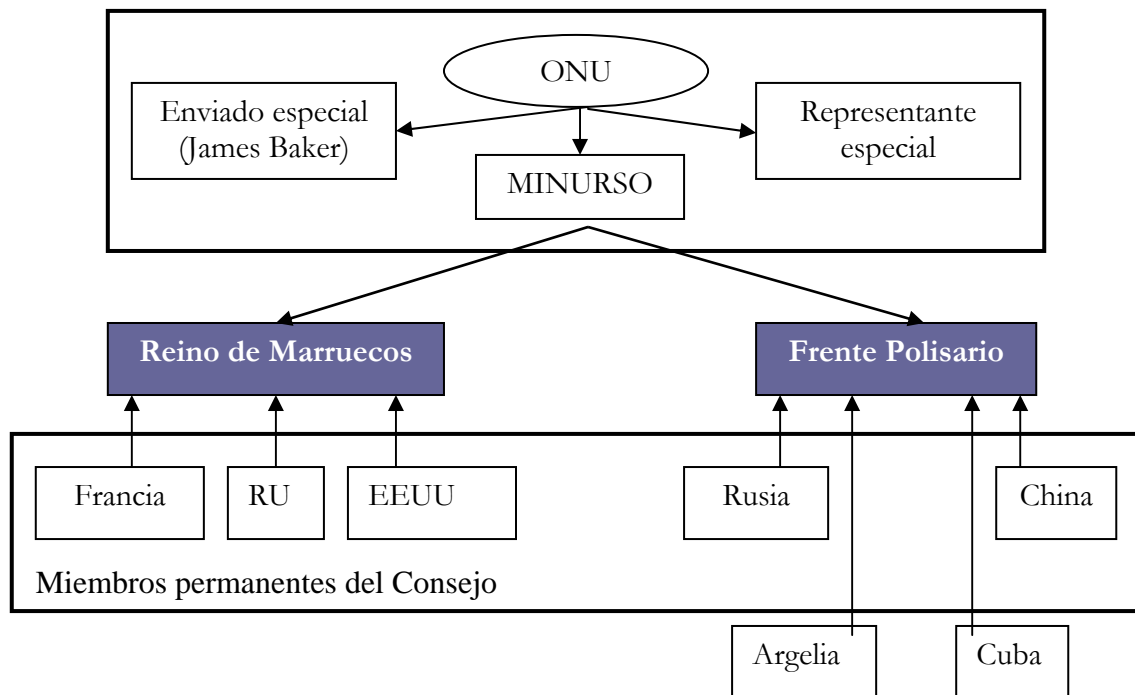 ONU
Enviado especial
(James Baker)
Representante
especial
MINURSO
Reino de Marruecos
Frente Polisario
Francia
RU
EEUU
Rusia
China
Miembros permanentes del Consejo
Argelia
Cuba